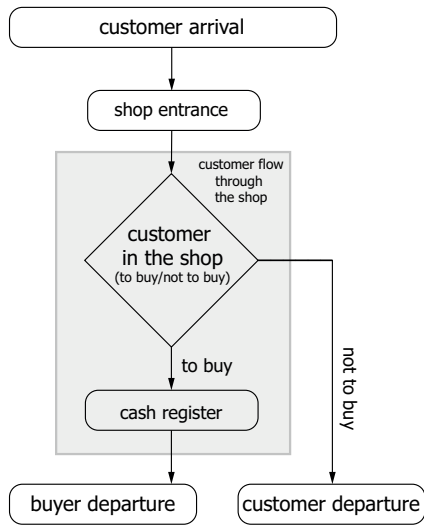 customer arrival
shop entrance
customer flow
through
the shop
customer
in the shop
(to buy/not to buy)
to buy
not to buy
cash register
buyer departure
customer departure